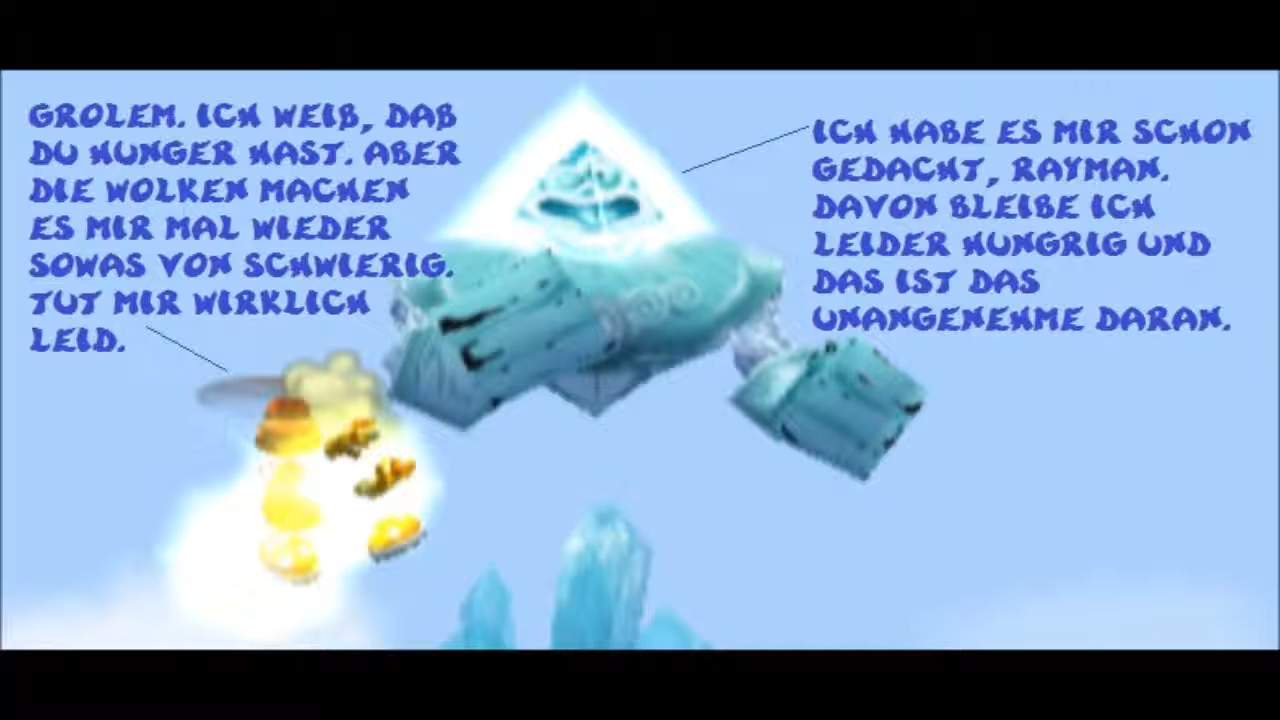 GROLEM. ICH WEIß, DAß
DU HUNGER HAST. ABER
DIE WOLKEN MACHEN
ES MIR MAL WIEDER
SOWAS VON SCHWIERIG.
TUT MIR WIRKLICH
LEID.
ICH HABE ES MIR SCHON
GEDACHT, RAYMAN.
DAVON BLEIBE ICH
LEIDER HUNGRIG UND
DAS IST DAS
UNANGENEHME DARAN.